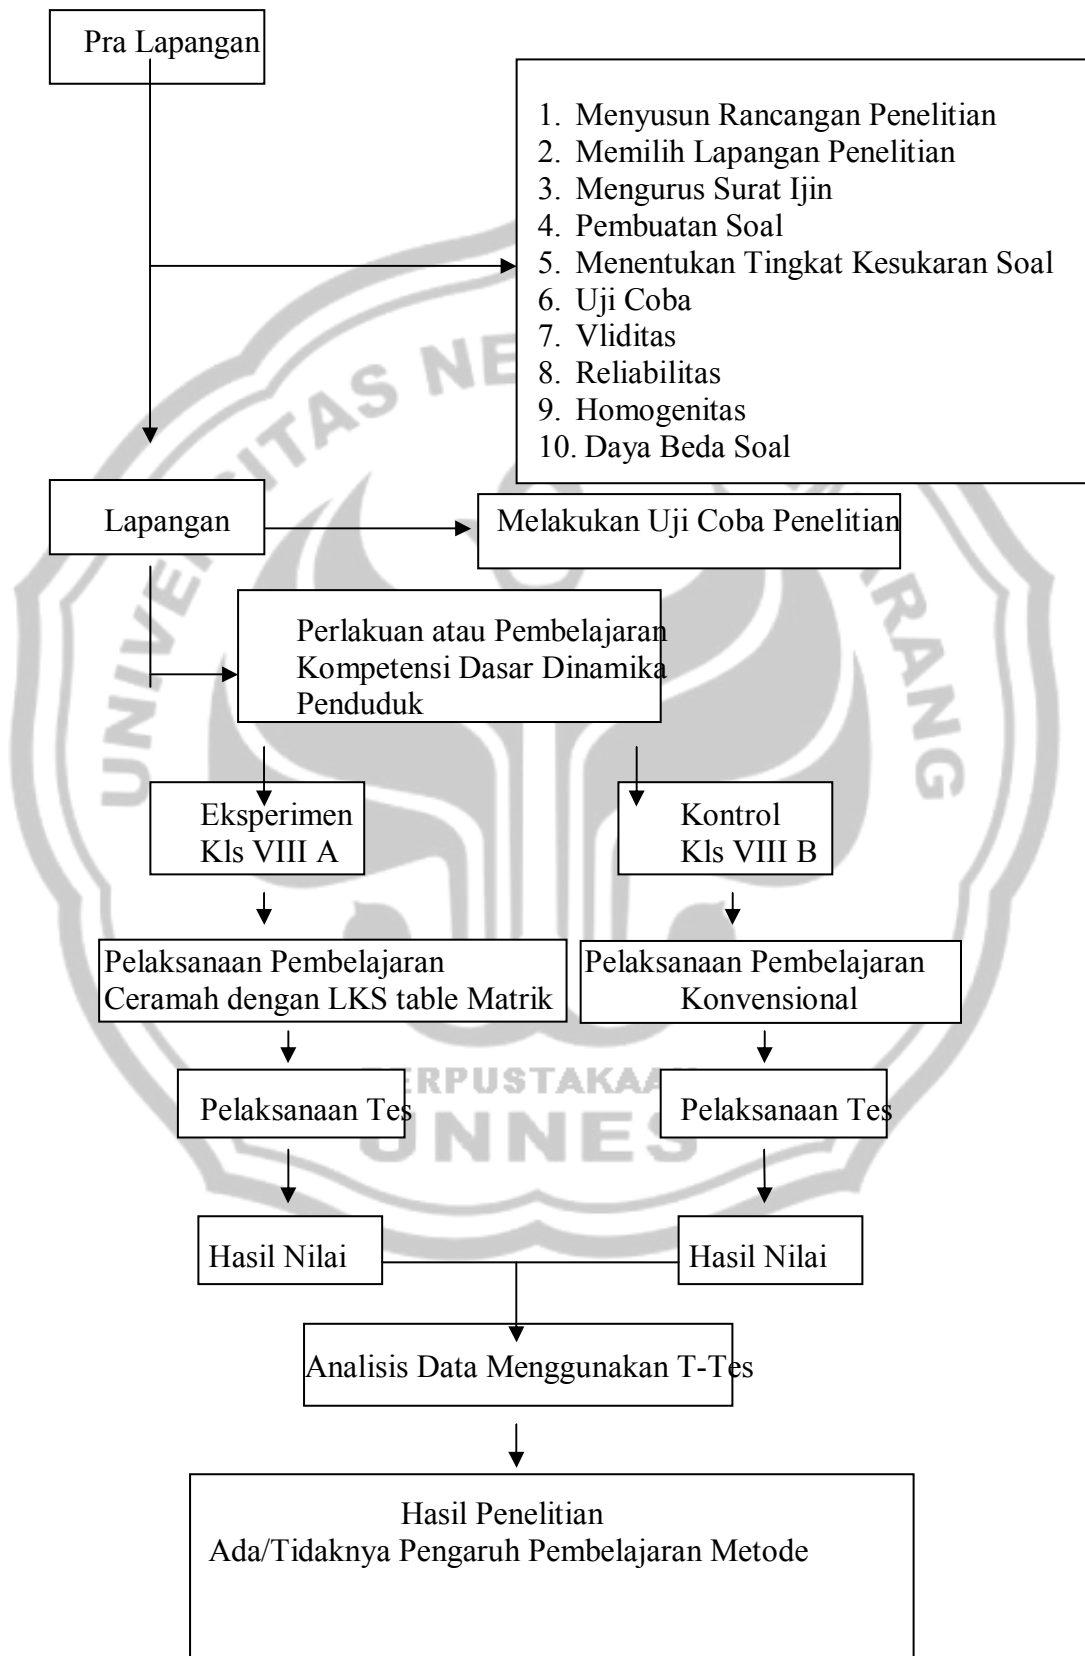 Pra Lapangan
1. Menyusun Rancangan Penelitian
2. Memilih Lapangan Penelitian
3. Mengurus Surat Ijin
4. Pembuatan Soal
5. Menentukan Tingkat Kesukaran Soal
6. Uji Coba
7. Vliditas
8. Reliabilitas
9. Homogenitas
10. Daya Beda Soal
Lapangan
Melakukan Uji Coba Penelitian
Perlakuan atau Pembelajaran
Kompetensi Dasar Dinamika
Penduduk
Eksperimen
Kls VIII A
Kontrol
Kls VIII B
Pelaksanaan Pembelajaran
Ceramah dengan LKS table Matrik
Pelaksanaan Pembelajaran
Konvensional
Pelaksanaan Tes
Pelaksanaan Tes
Hasil Nilai
Hasil Nilai
Analisis Data Menggunakan T-Tes
Hasil Penelitian
Ada/Tidaknya Pengaruh Pembelajaran Metode
PERPUSTAKAAN
UNNES